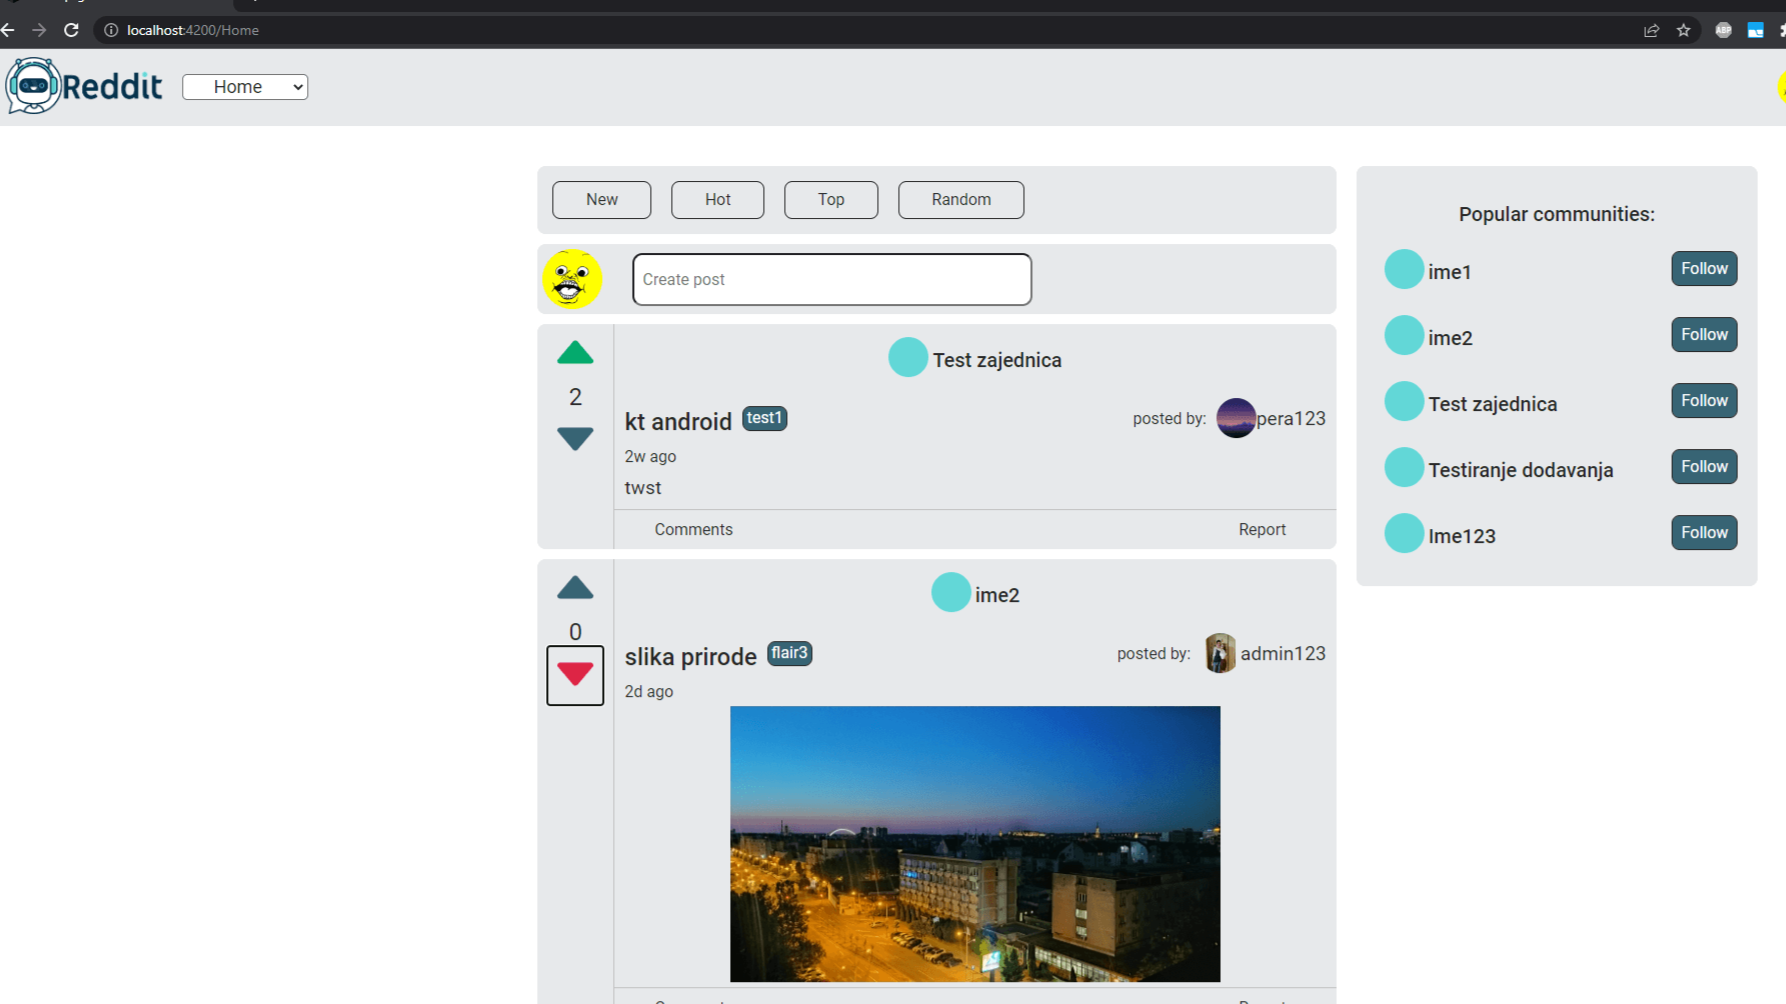 localhost:4200/Home
ABP
Reddit
Home
New
Hot
Top
Random
Create post
2
Test zajednica
kt android test1
posted by: pera123
2w ago
twst
Comments
Report
0
ime2
slika prirode flair3
posted by: admin123
2d ago
Popular communities:
ime1 Follow
ime2 Follow
Test zajednica Follow
Testiranje dodavanja Follow
Ime123 Follow